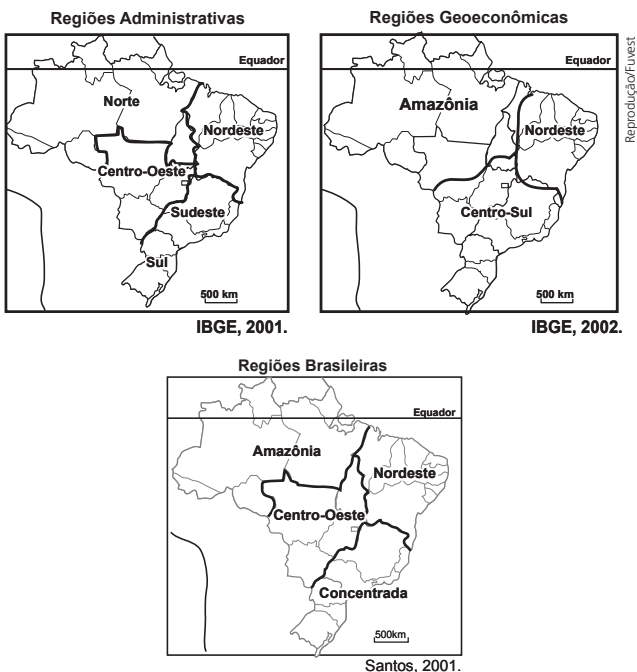 Regiões Administrativas
Equador
Norte
Nordeste
Centro-Oeste
Sudeste
Sul
500 km
IBGE, 2001.
Regiões Geoeconômicas
Equador
Amazônia
Nordeste
Centro-Sul
500 km
IBGE, 2002.
Reprodução/Fuvest
Regiões Brasileiras
Equador
Amazônia
Nordeste
Centro-Oeste
Concentrada
500km
Santos, 2001.